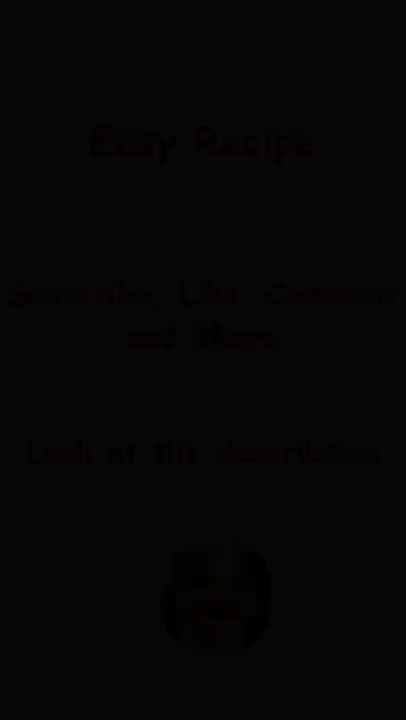 Easy Recipe
Subscribe, Like Comment
and Share
Look at the description